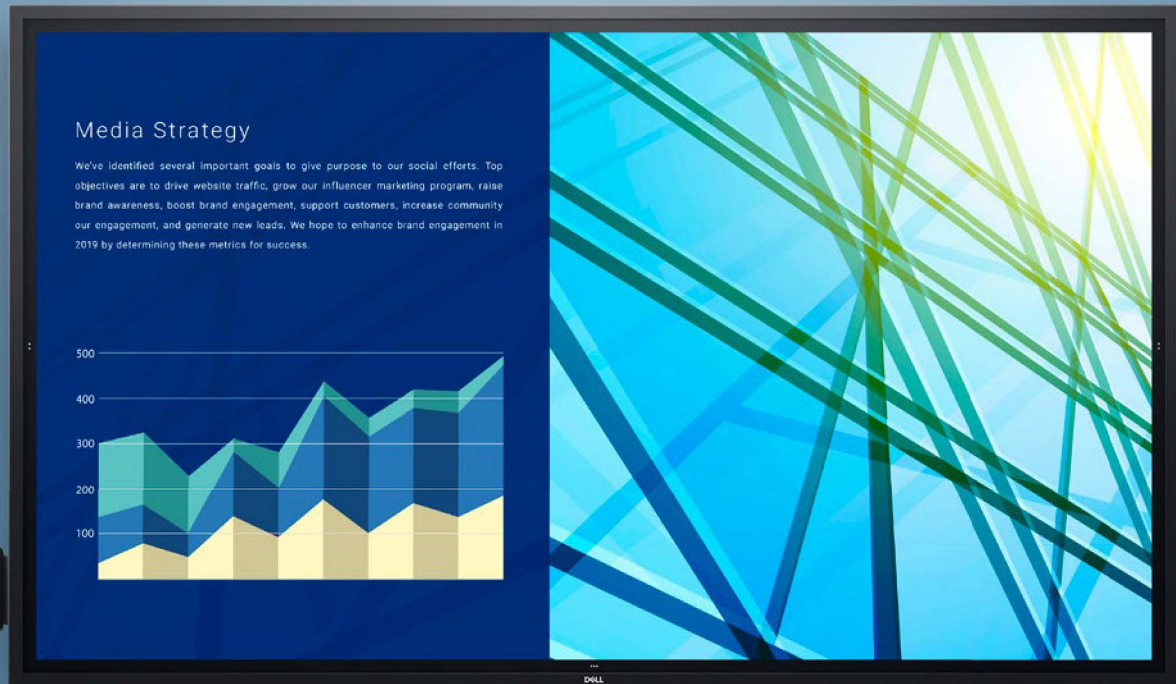 Media Strategy
We've identified several important goals to give purpose to our social efforts. Top
objectives are to drive website traffic, grow our influencer marketing program, raise
brand awareness, boost brand engagement, support customers, increase community
our engagement, and generate new leads. We hope to enhance brand engagement in
2019 by determining these metrics for success.
500
400
300
200
100
DELL